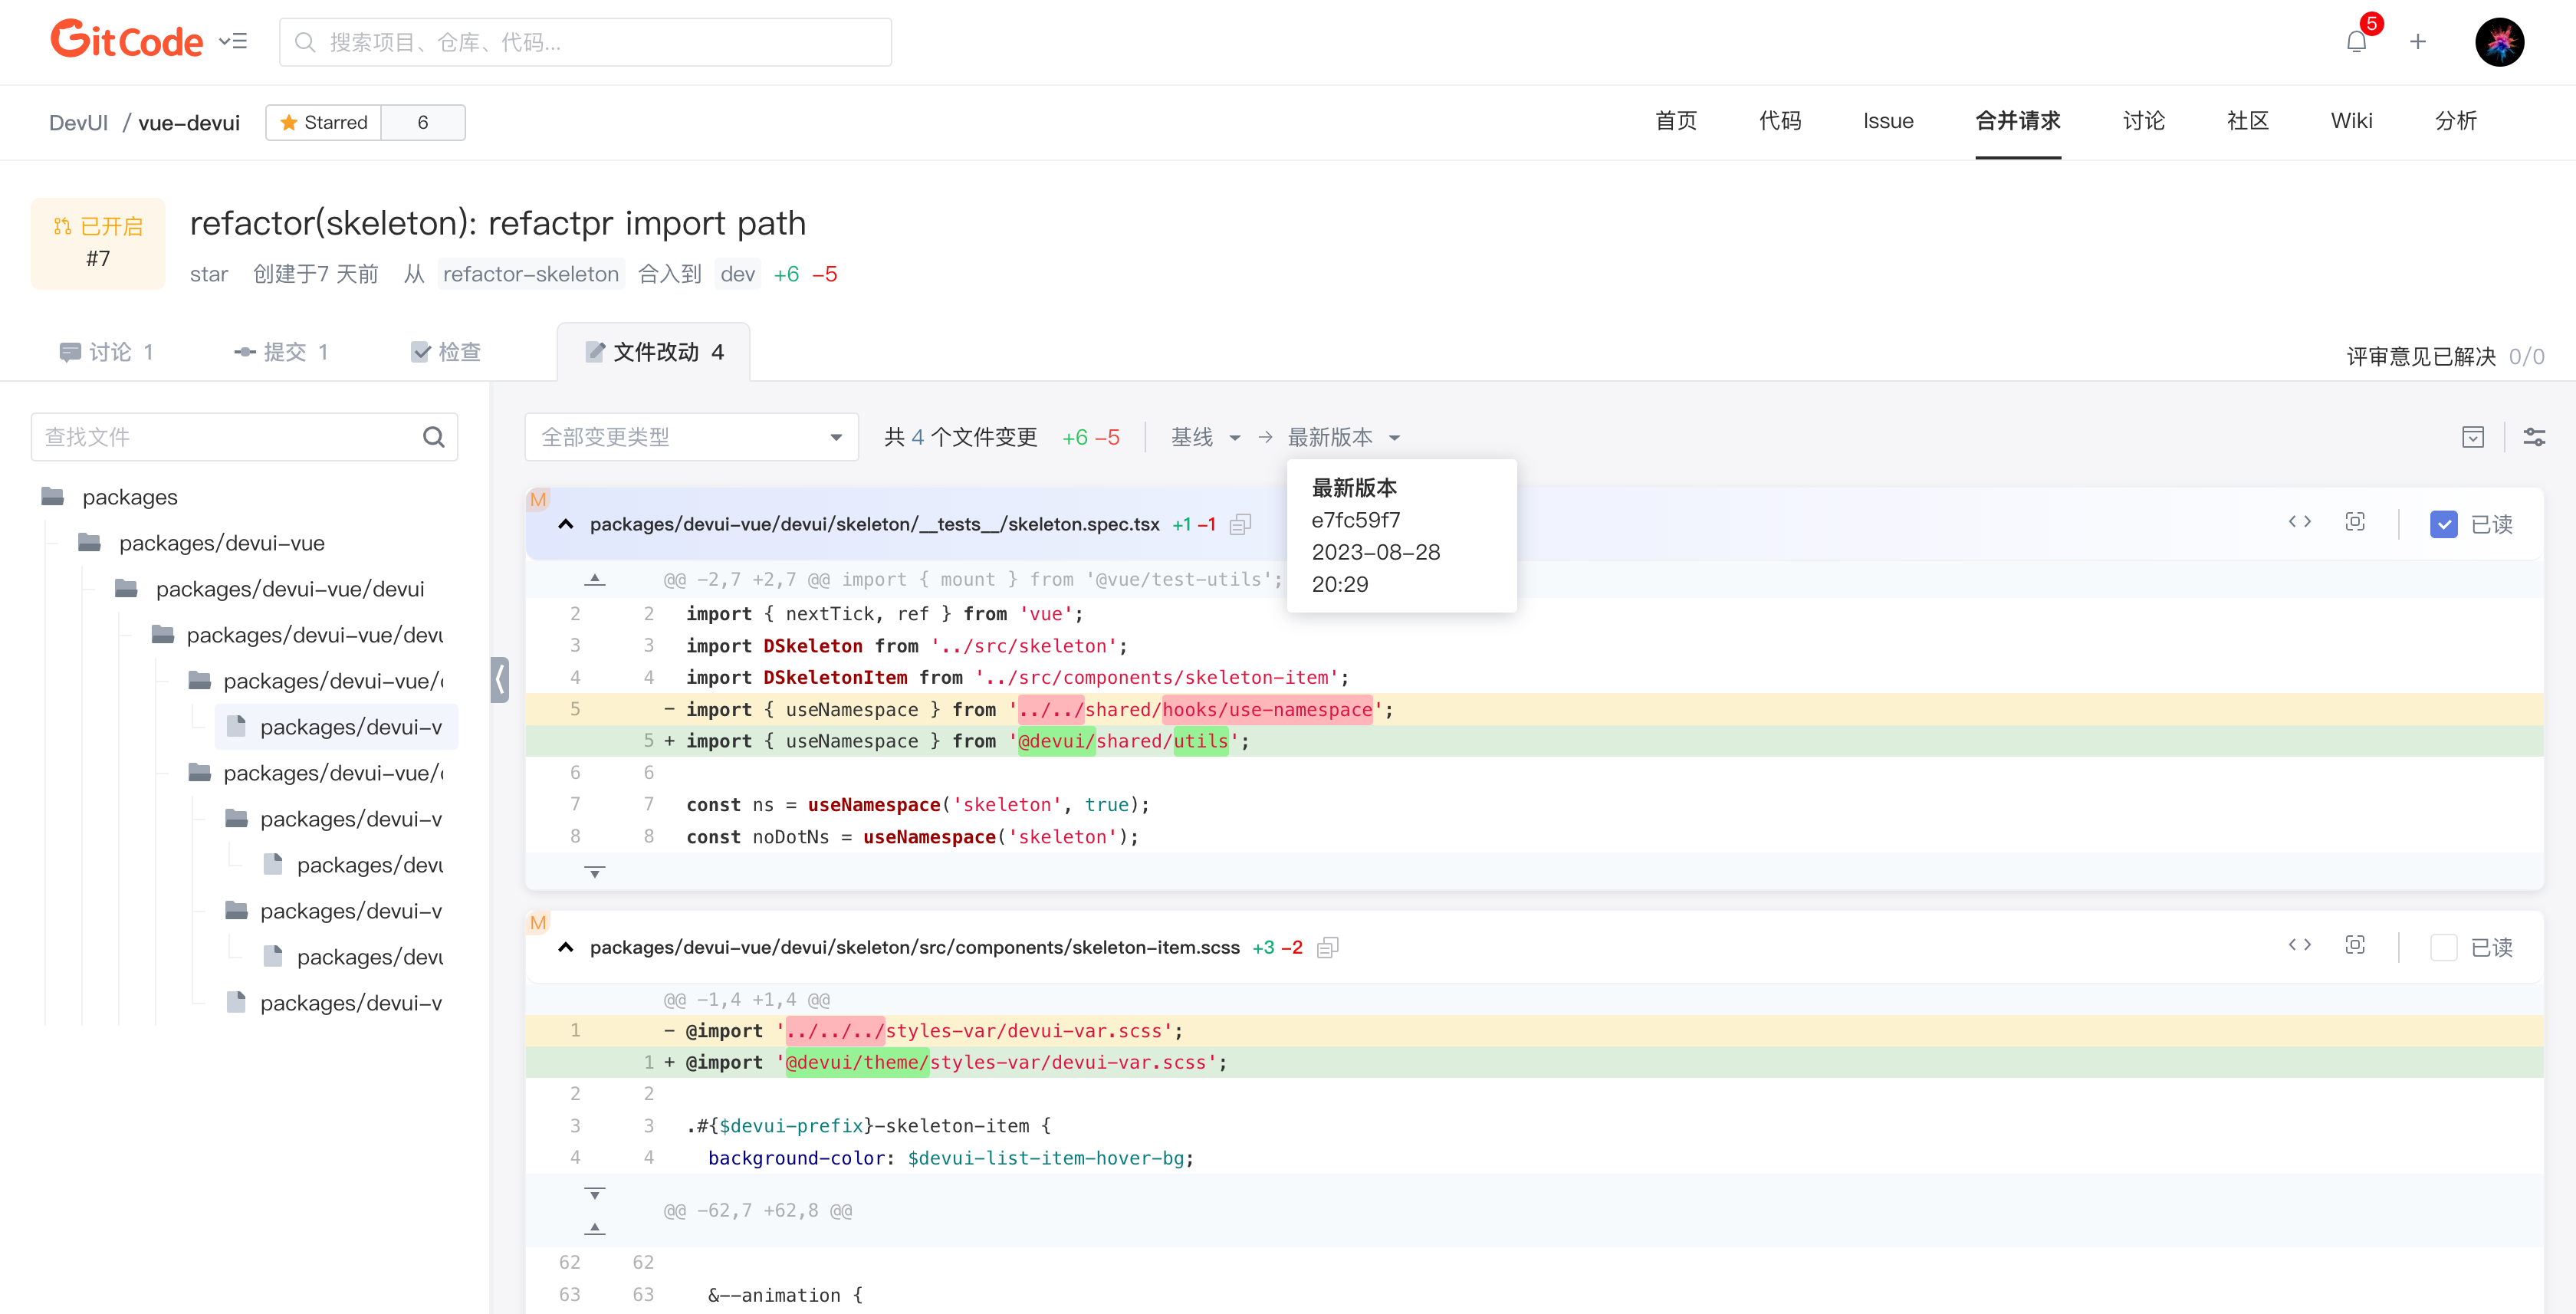 GitCode
搜索项目、仓库、代码...
5
DevUI / vue-devui
Starred 6
首页 代码 Issue 合并请求 讨论 社区 Wiki 分析
已开启
#7
refactor(skeleton): refactpr import path
star 创建于7 天前 从 refactor-skeleton 合入到 dev +6 -5
讨论 1 提交 1 检查 文件改动 4
评审意见已解决 0/0
查找文件
packages
packages/devui-vue
packages/devui-vue/devui
packages/devui-vue/devu
packages/devui-vue/
packages/devui-v
packages/devui-vue/
packages/devui-v
packages/devu
packages/devui-v
packages/devu
packages/devui-v
全部变更类型
共 4 个文件变更 +6 -5
基线 → 最新版本
最新版本
e7fc59f7
2023-08-28
20:29
M
packages/devui-vue/devui/skeleton/__tests__/skeleton.spec.tsx +1 -1
已读
@@ -2,7 +2,7 @@ import { mount } from '@vue/test-utils';
2 2 import { nextTick, ref } from 'vue';
3 3 import DSkeleton from '../src/skeleton';
4 4 import DSkeletonItem from '../src/components/skeleton-item';
5 - import { useNamespace } from '../../shared/hooks/use-namespace';
5 + import { useNamespace } from '@devui/shared/utils';
6 6
7 7 const ns = useNamespace('skeleton', true);
8 8 const noDotNs = useNamespace('skeleton');
M
packages/devui-vue/devui/skeleton/src/components/skeleton-item.scss +3 -2
已读
@@ -1,4 +1,4 @@
1 - @import '../../../styles-var/devui-var.scss';
1 + @import '@devui/theme/styles-var/devui-var.scss';
2 2
3 3 .#{$devui-prefix}-skeleton-item {
4 4 background-color: $devui-list-item-hover-bg;
@@ -62,7 +62,8 @@
62 62
63 63 &--animation {